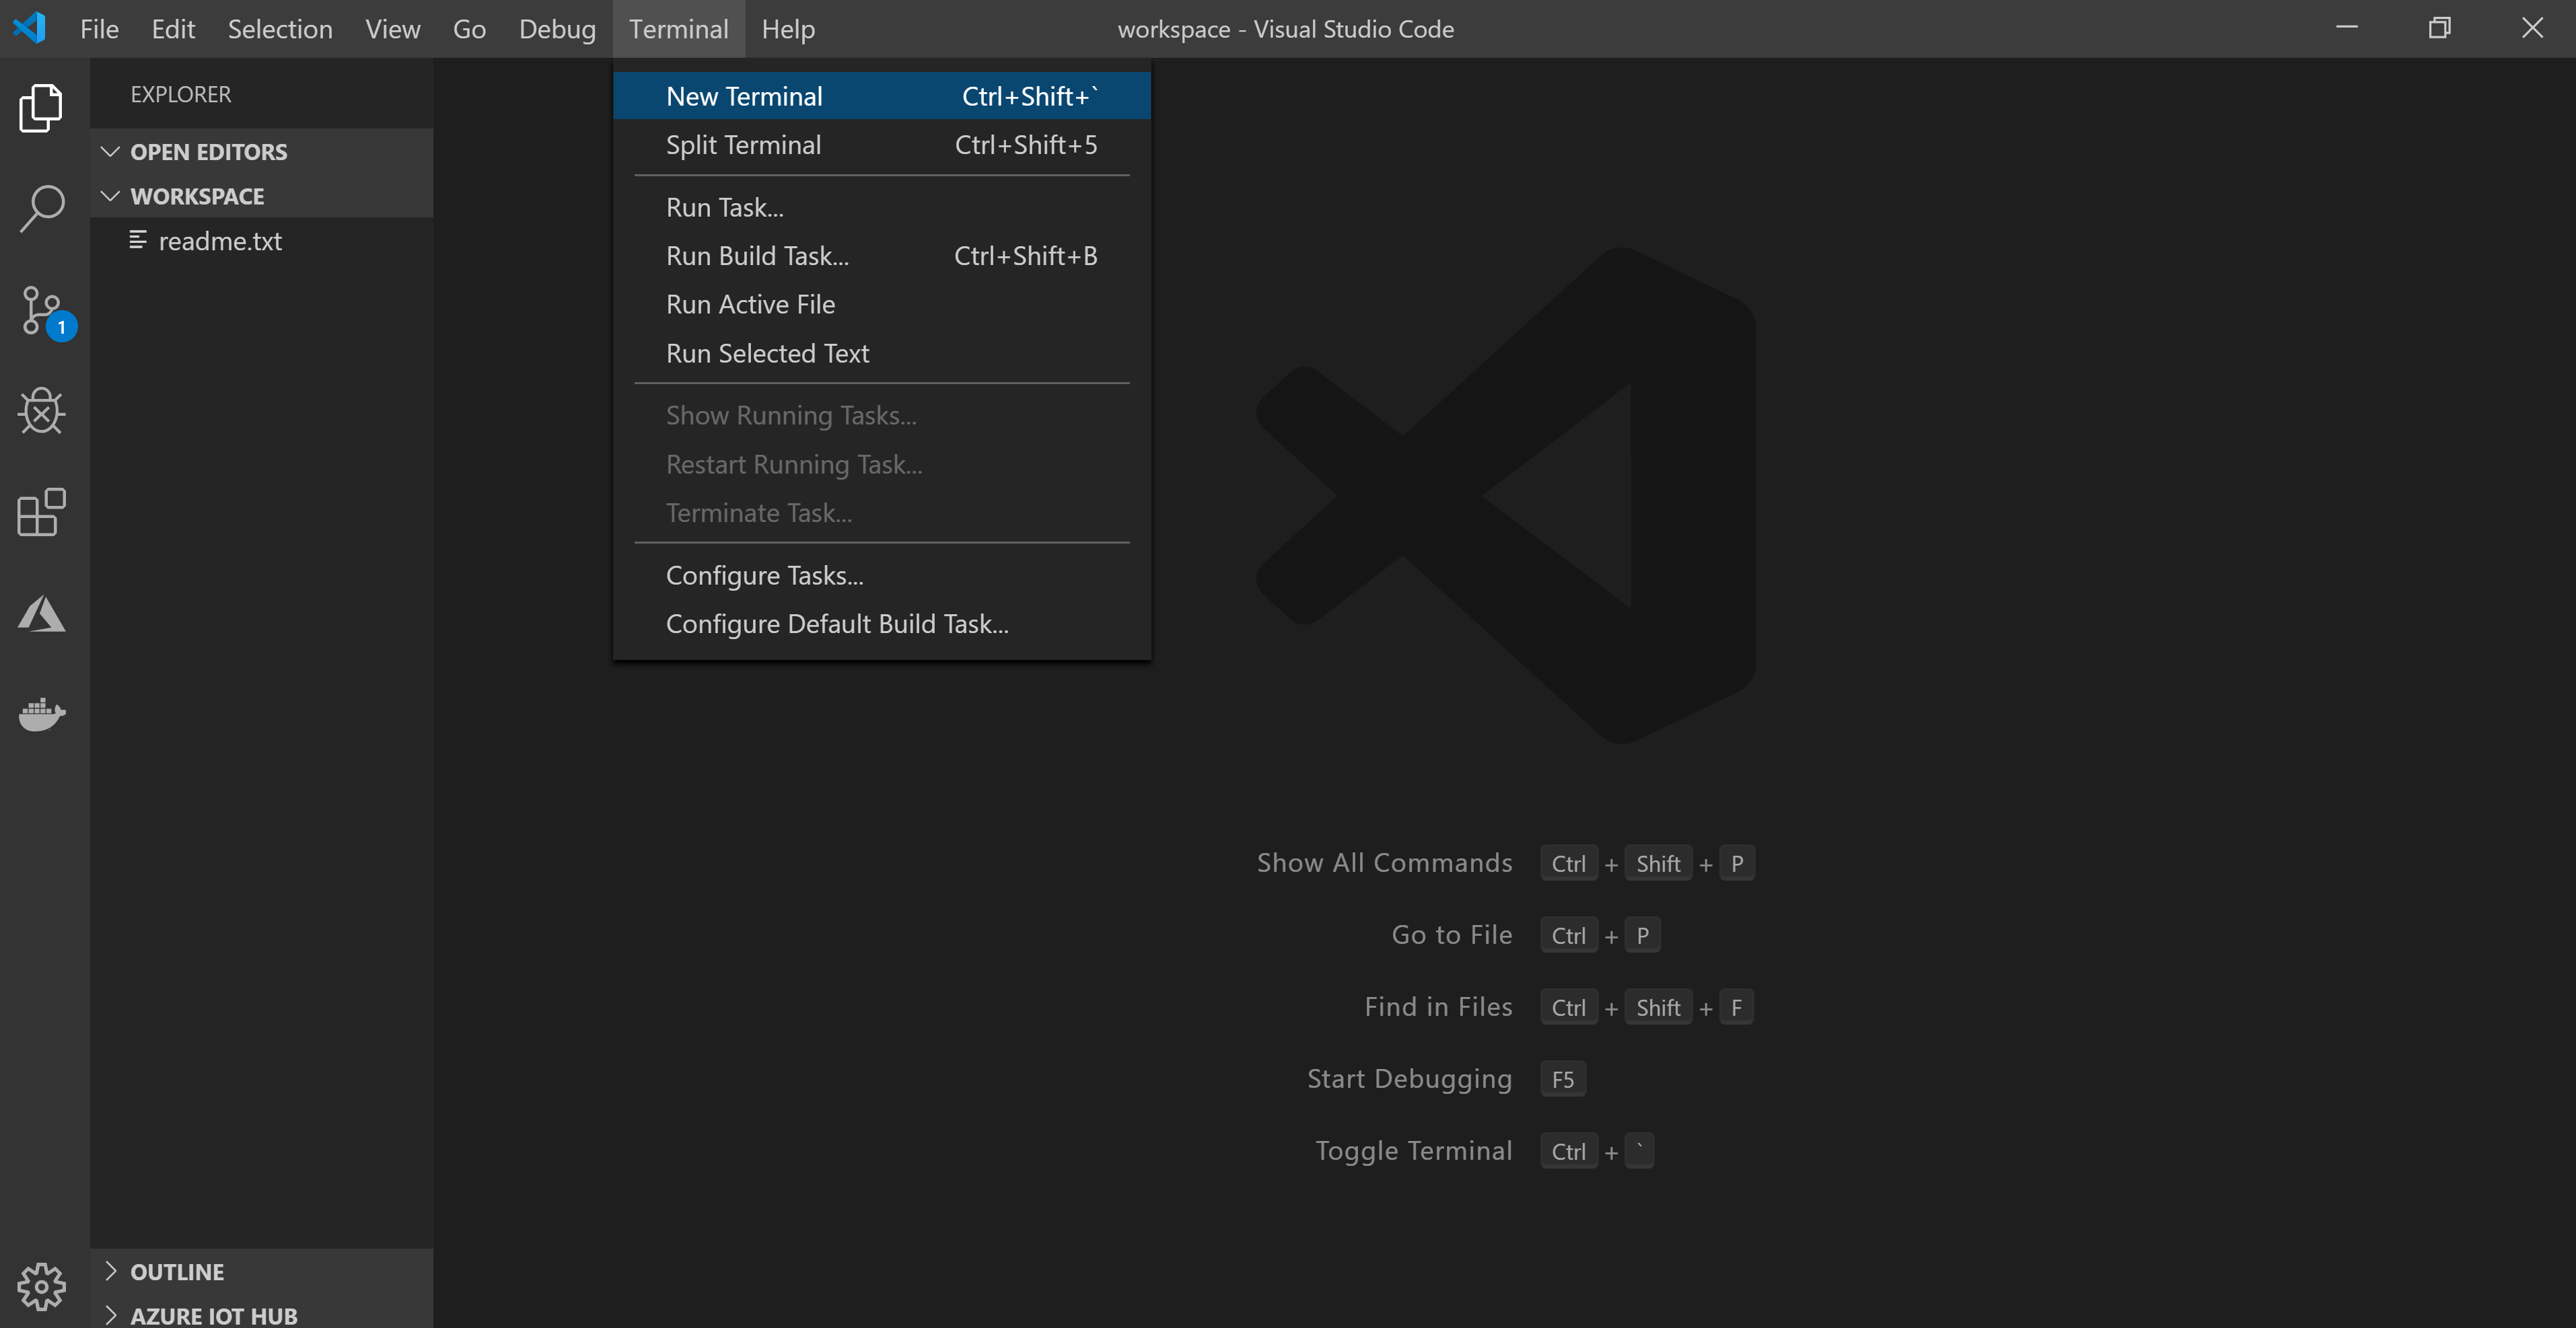 File Edit Selection View Go Debug Terminal Help workspace - Visual Studio Code
EXPLORER
OPEN EDITORS
WORKSPACE
readme.txt
1
OUTLINE
AZURE IOT HUB
New Terminal Ctrl+Shift+`
Split Terminal Ctrl+Shift+5
Run Task...
Run Build Task... Ctrl+Shift+B
Run Active File
Run Selected Text
Show Running Tasks...
Restart Running Task...
Terminate Task...
Configure Tasks...
Configure Default Build Task...
Show All Commands Ctrl + Shift + P
Go to File Ctrl + P
Find in Files Ctrl + Shift + F
Start Debugging F5
Toggle Terminal Ctrl + `